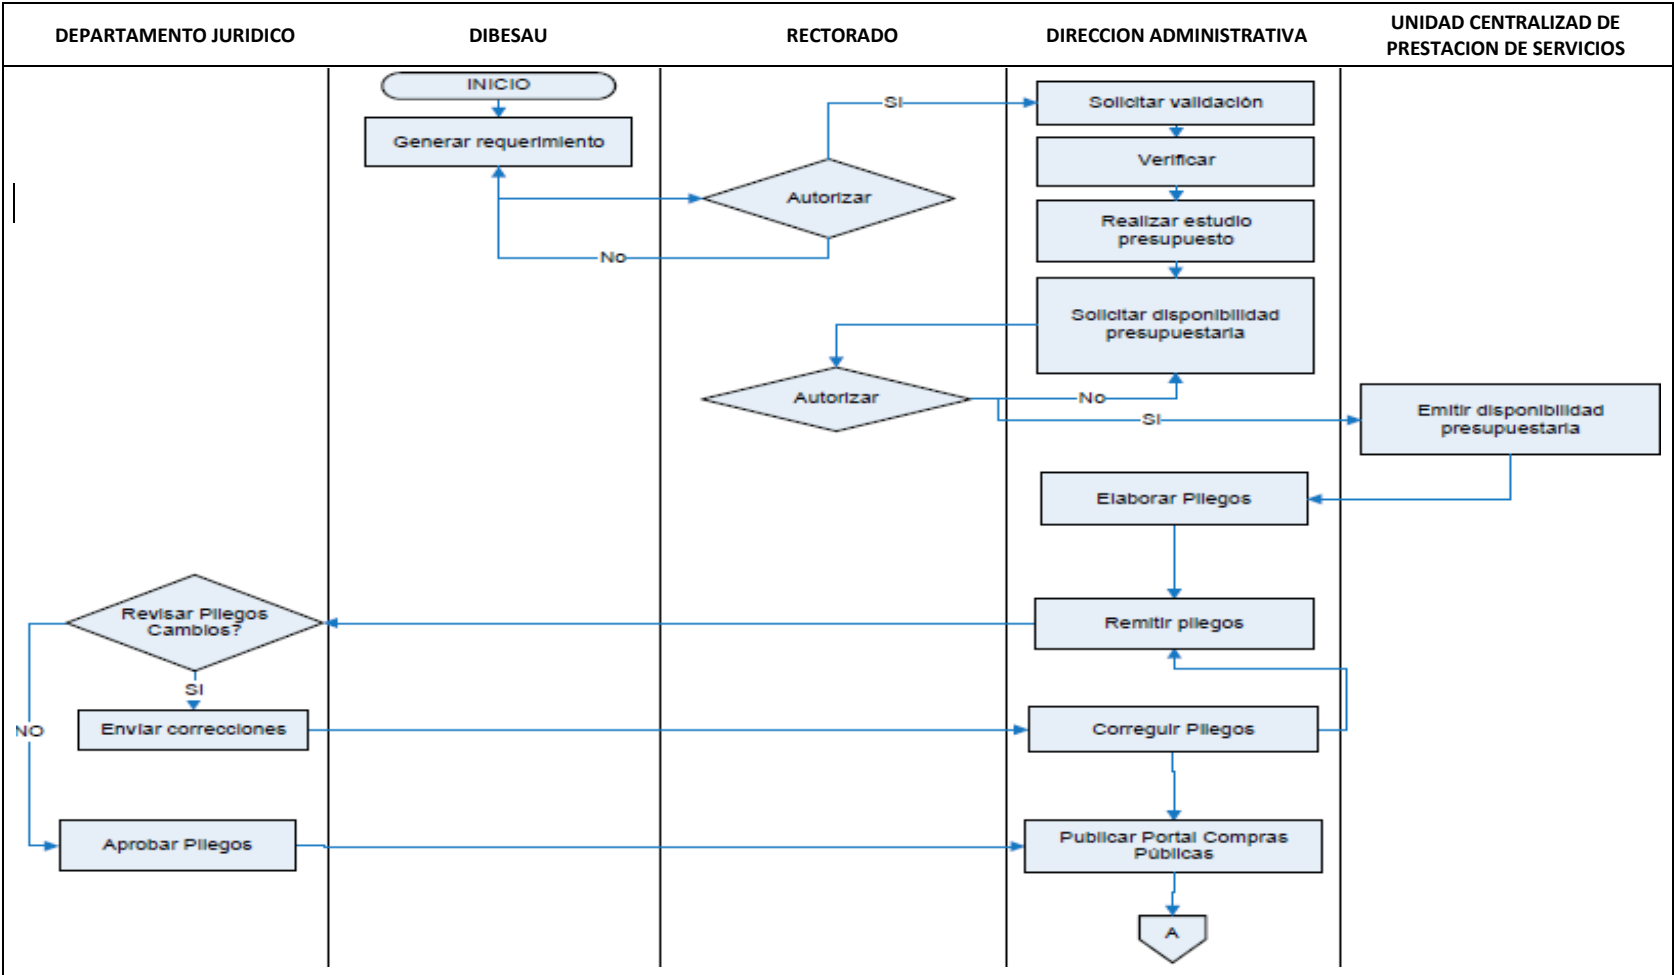 DEPARTAMENTO JURIDICO
DIBESAU
RECTORADO
DIRECCION ADMINISTRATIVA
UNIDAD CENTRALIZAD DE
PRESTACION DE SERVICIOS
INICIO
Generar requerimiento
Autorizar
SI
No
Solicitar validación
Verificar
Realizar estudio
presupuesto
Solicitar disponibilidad
presupuestaria
Autorizar
No
SI
Emitir disponibilidad
presupuestaria
Elaborar Pliegos
Remitir pliegos
Revisar Pliegos
Cambios?
SI
NO
Enviar correcciones
Correguir Pliegos
Aprobar Pliegos
Publicar Portal Compras
Públicas
A